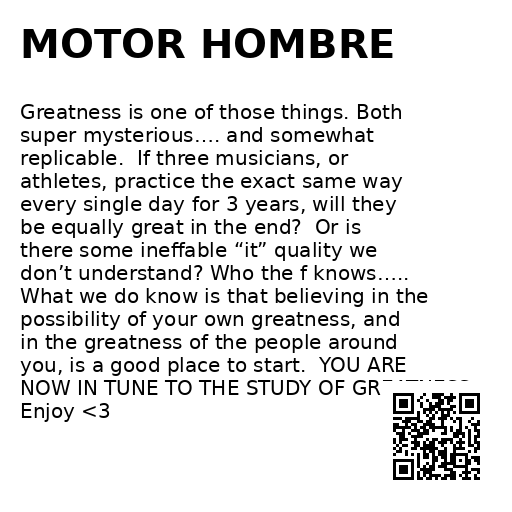 MOTOR HOMBRE
Greatness is one of those things. Both
super mysterious…. and somewhat
replicable.  If three musicians, or
athletes, practice the exact same way
every single day for 3 years, will they
be equally great in the end?  Or is
there some ineffable “it” quality we
don’t understand? Who the f knows…..
What we do know is that believing in the
possibility of your own greatness, and
in the greatness of the people around
you, is a good place to start.  YOU ARE
NOW IN TUNE TO THE STUDY OF
Enjoy <3